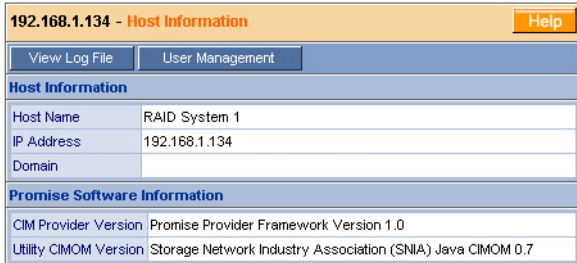 192.168.1.134 - Host Information Help
View Log File User Management
Host Information
Host Name RAID System 1
IP Address 192.168.1.134
Domain
Promise Software Information
CIM Provider Version Promise Provider Framework Version 1.0
Utility CIMOM Version Storage Network Industry Association (SNIA) Java CIMOM 0.7